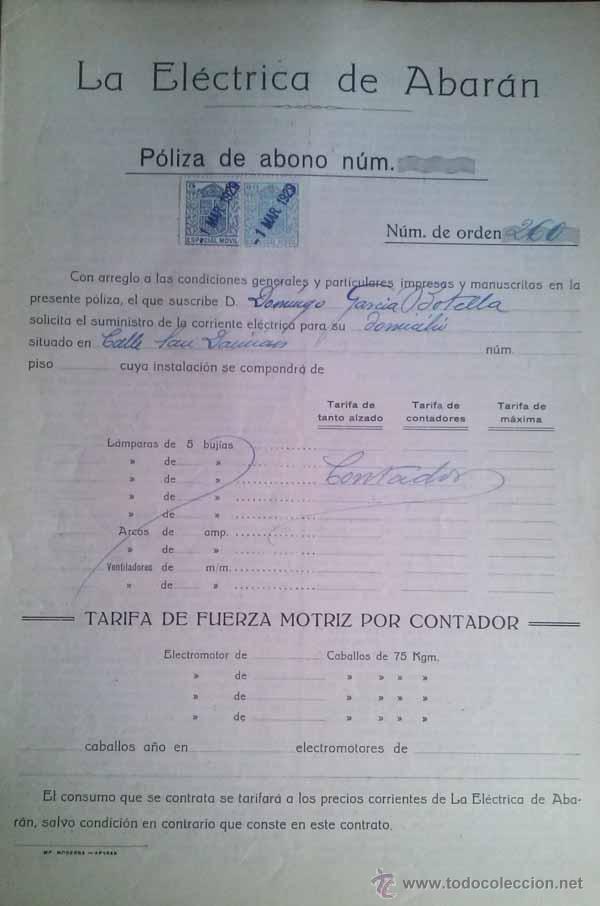 La Eléctrica de Abarán
Póliza de abono núm.
1 MAR 1929 -1 MAR 1929
ESPECIAL MÓVIL
Núm. de orden 260
Con arreglo a las condiciones generales y particulares impresas y manuscritas en la
presente póliza, el que suscribe D. Domingo Garcia Botella
solicita el suministro de la corriente eléctrica para su domicilio
situado en Calle San Damian núm.
piso cuya instalación se compondrá de
Tarifa de tanto alzado Tarifa de contadores Tarifa de máxima
Lámparas de 5 bujías
» de »
» de » Contador
» de »
Arcos de amp.
» de »
Ventiladores de m/m.
» de »
TARIFA DE FUERZA MOTRIZ POR CONTADOR
Electromotor de Caballos de 75 Kgm.
» de » » » »
» de » » » »
» de » » » »
caballos año en electromotores de
El consumo que se contrata se tarifará a los precios corrientes de La Eléctrica de Aba-
rán, salvo condición en contrario que conste en este contrato.
IMP. MODERNA — ABARAN
www.todocoleccion.net